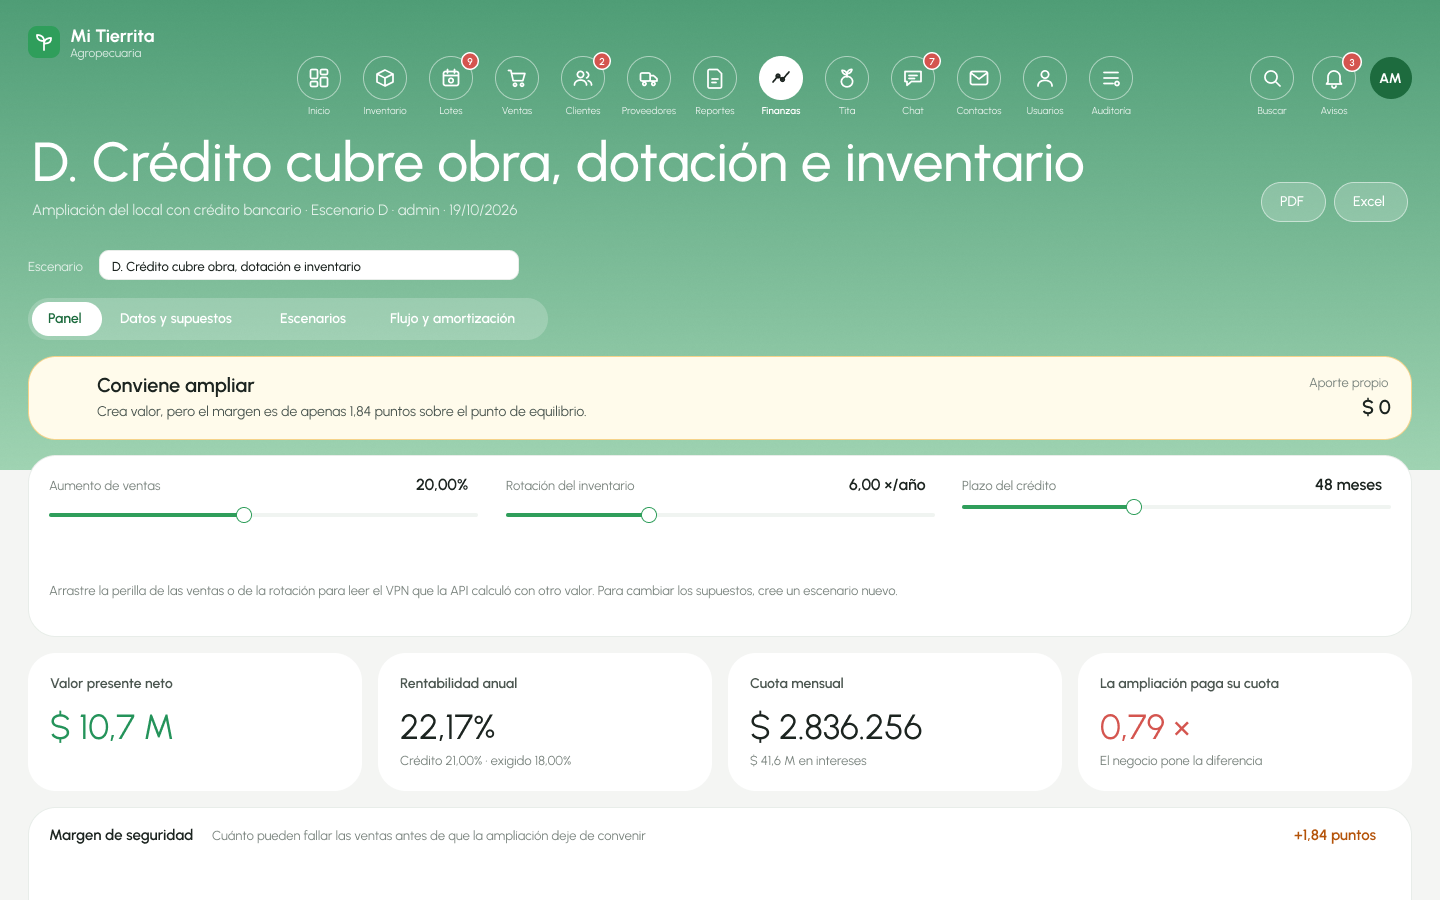 Mi Tierrita
Agropecuaria
9
2
7
3
AM
Inicio
Inventario
Lotes
Ventas
Clientes
Proveedores
Reportes
Finanzas
Tita
Chat
Contactos
Usuarios
Auditoría
Buscar
Avisos
D. Crédito cubre obra, dotación e inventario
Ampliación del local con crédito bancario · Escenario D · admin · 19/10/2026
PDF
Excel
Escenario
D. Crédito cubre obra, dotación e inventario
Panel
Datos y supuestos
Escenarios
Flujo y amortización
Conviene ampliar
Crea valor, pero el margen es de apenas 1,84 puntos sobre el punto de equilibrio.
Aporte propio
$ 0
Aumento de ventas
20,00%
Rotación del inventario
6,00 ×/año
Plazo del crédito
48 meses
Arrastre la perilla de las ventas o de la rotación para leer el VPN que la API calculó con otro valor. Para cambiar los supuestos, cree un escenario nuevo.
Valor presente neto
$ 10,7 M
Rentabilidad anual
22,17%
Crédito 21,00% · exigido 18,00%
Cuota mensual
$ 2.836.256
$ 41,6 M en intereses
La ampliación paga su cuota
0,79 ×
El negocio pone la diferencia
Margen de seguridad
Cuánto pueden fallar las ventas antes de que la ampliación deje de convenir
+1,84 puntos